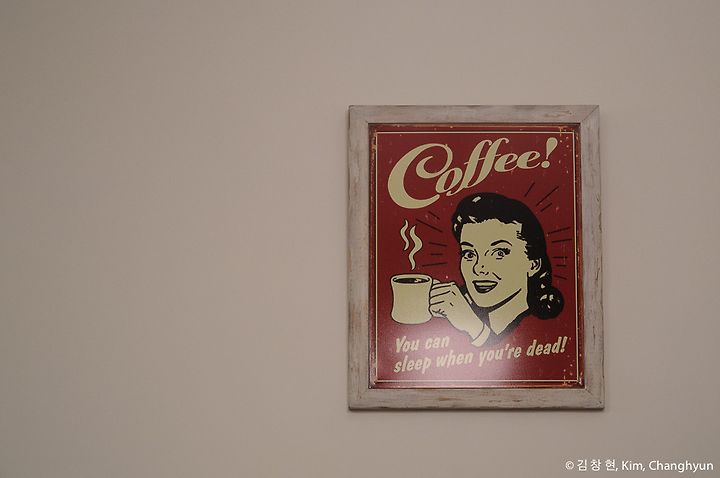 Coffee!
You can
sleep when you're dead!
© 김창현, Kim, Changhyun